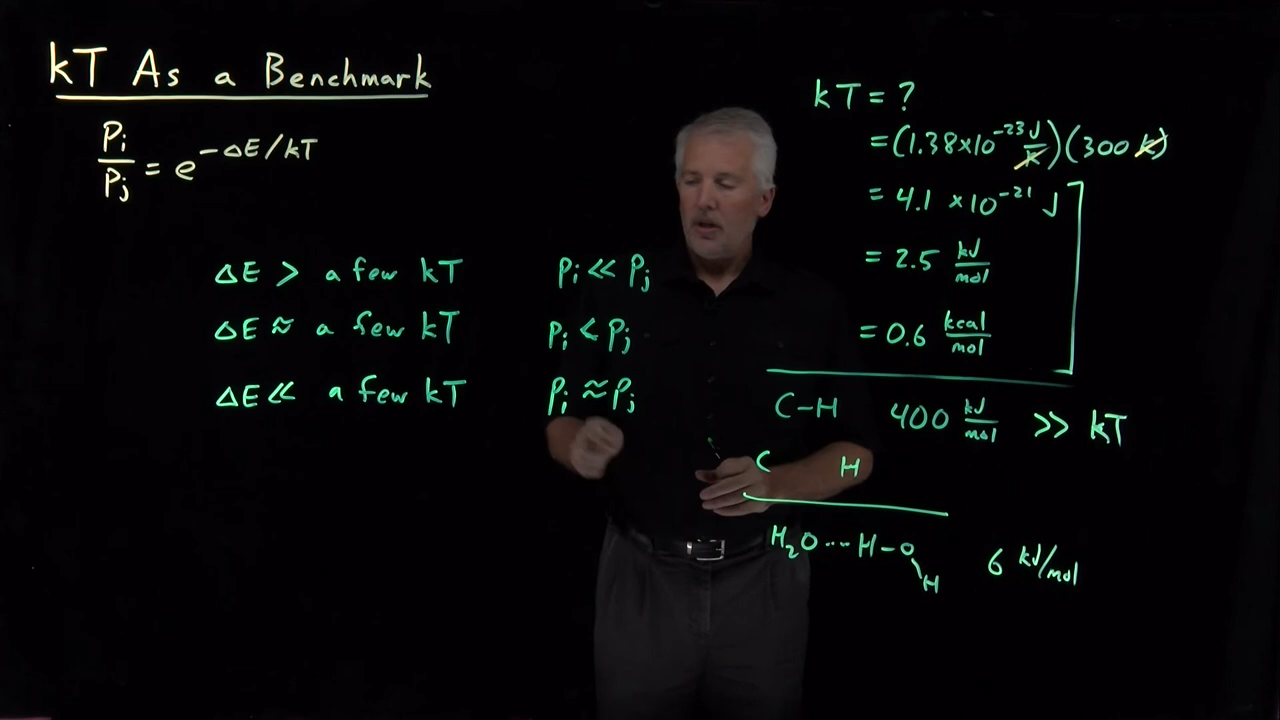 kT As a Benchmark
Pi/Pj = e^(-ΔE/kT)
ΔE > a few kT    Pi << Pj
ΔE ≈ a few kT    Pi < Pj
ΔE << a few kT    Pi ≈ Pj
kT = ?
= (1.38×10^-23 J/K)(300 K)
= 4.1 ×10^-21 J
= 2.5 kJ/mol
= 0.6 kcal/mol
C-H    400 kJ/mol >> kT
C    H
H₂O ··· H-O
H
6 kJ/mol